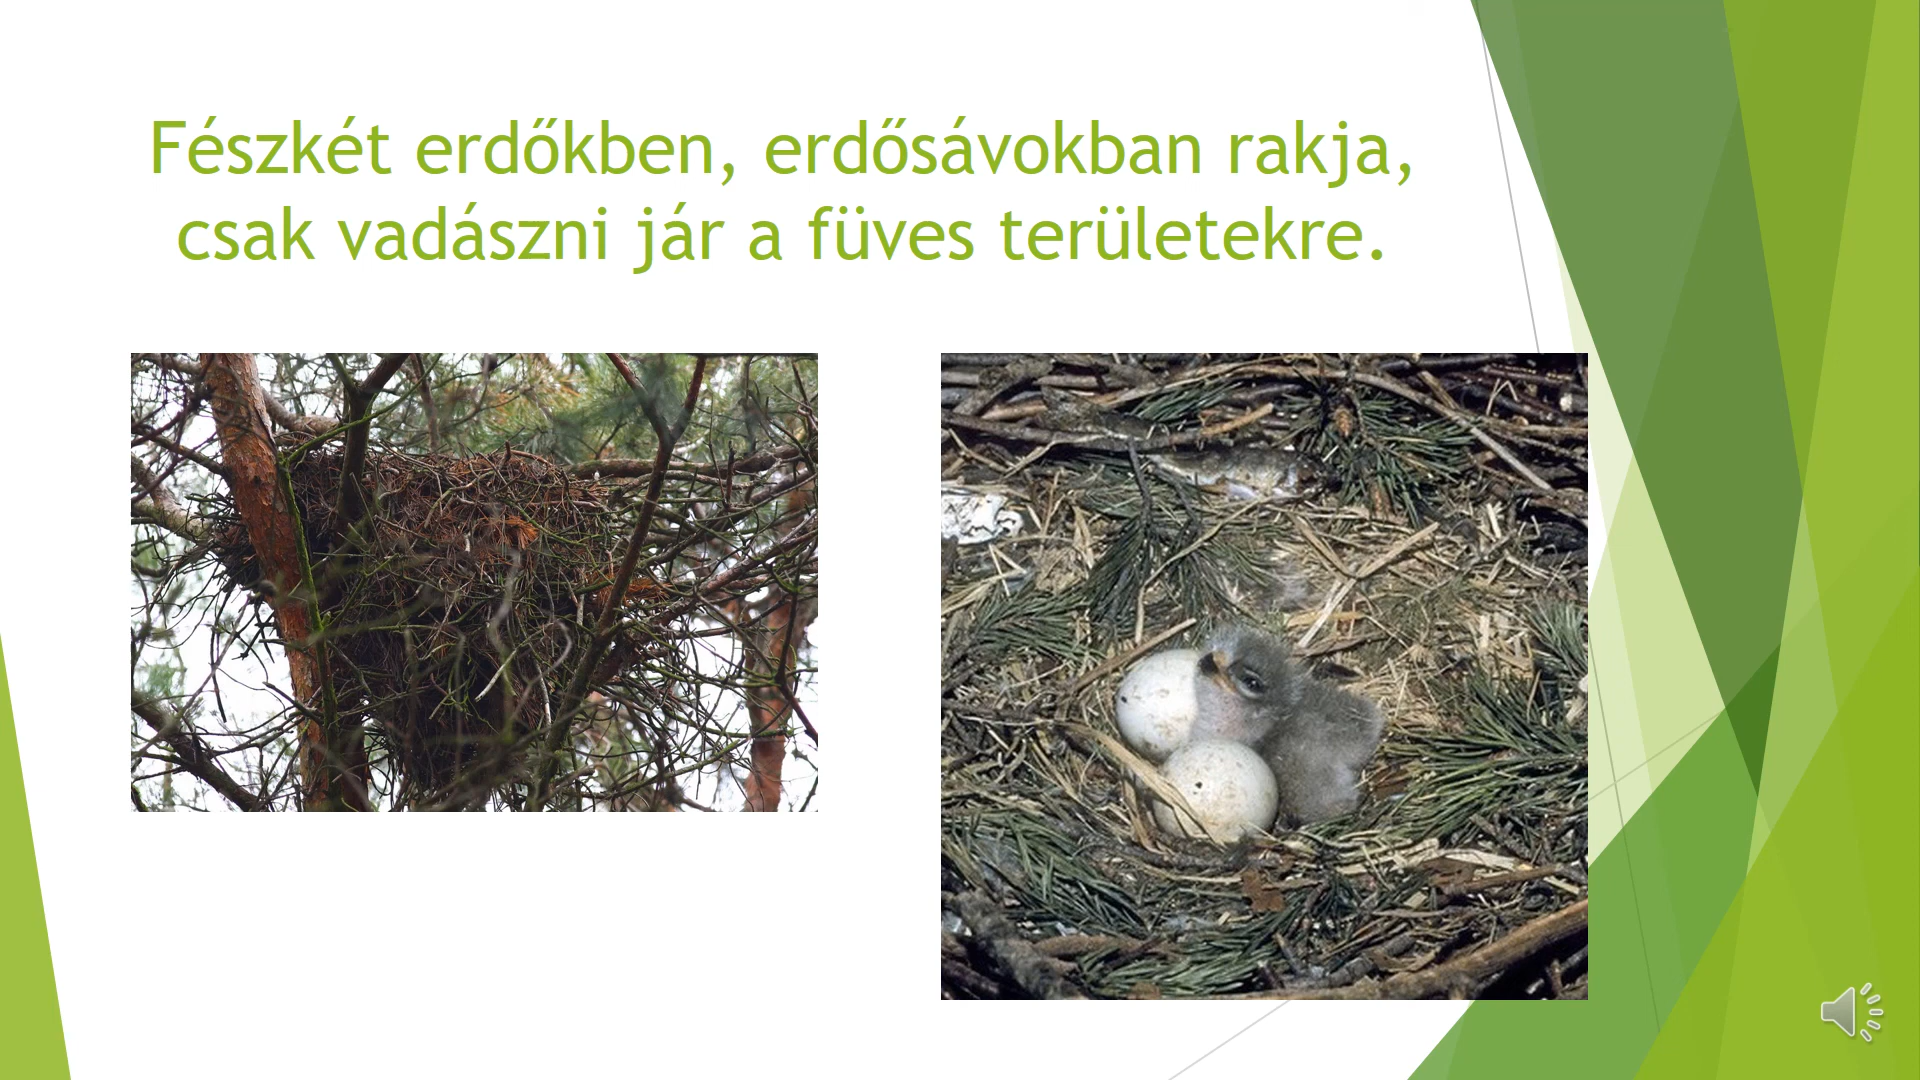 Fészkét erdőkben, erdősávokban rakja,
csak vadászni jár a füves területekre.